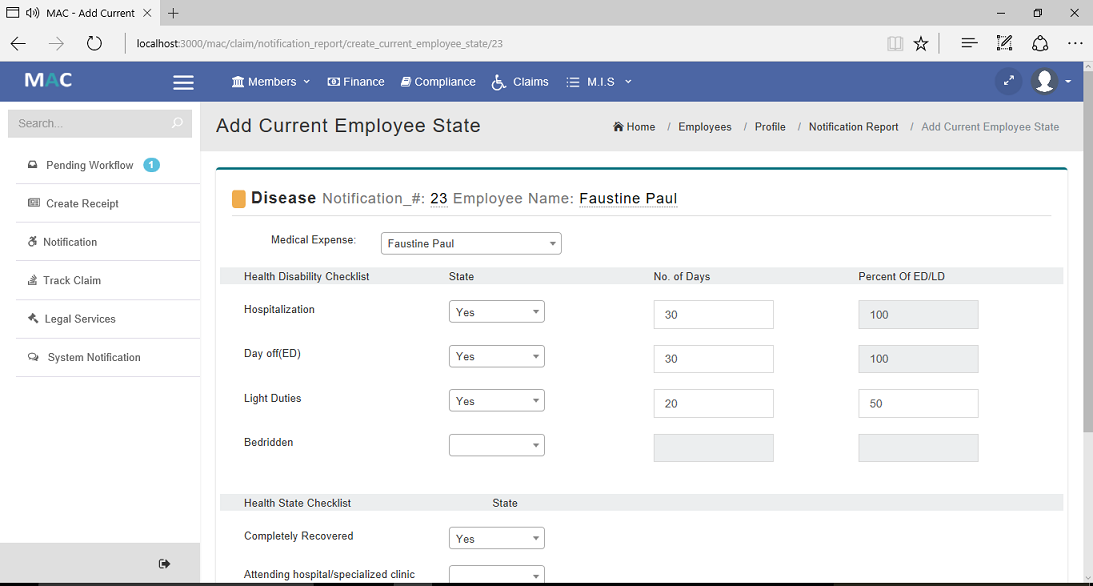 MAC - Add Current
localhost:3000/mac/claim/notification_report/create_current_employee_state/23
MAC
Members Finance Compliance Claims M.I.S
Search...
Add Current Employee State
Home / Employees / Profile / Notification Report / Add Current Employee State
Pending Workflow 1
Create Receipt
Notification
Track Claim
Legal Services
System Notification
Disease Notification_#: 23 Employee Name: Faustine Paul
Medical Expense: Faustine Paul
Health Disability Checklist State No. of Days Percent Of ED/LD
Hospitalization Yes 30 100
Day off(ED) Yes 30 100
Light Duties Yes 20 50
Bedridden
Health State Checklist State
Completely Recovered Yes
Attending hospital/specialized clinic